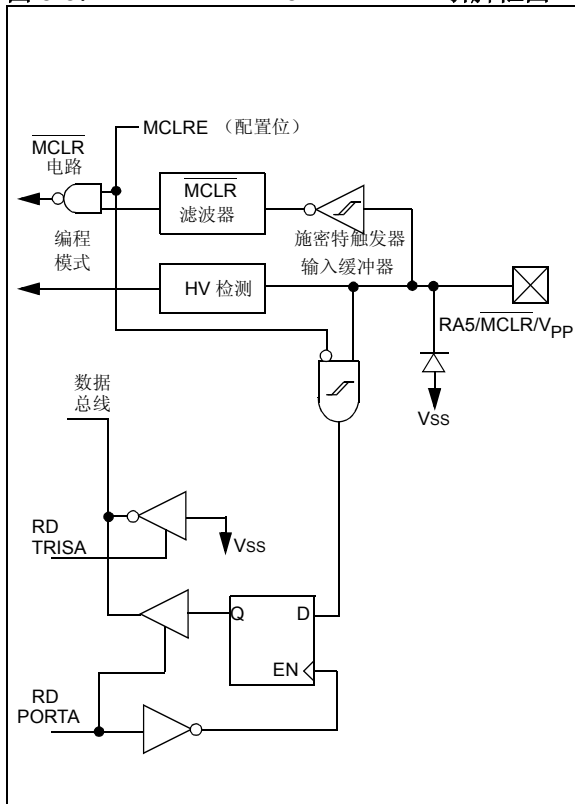 MCLRE （配置位）
MCLR
电路
MCLR
滤波器
施密特触发器
输入缓冲器
编程
模式
HV 检测
RA5/MCLR/VPP
VSS
数据
总线
RD
TRISA
VSS
Q
D
EN
RD
PORTA